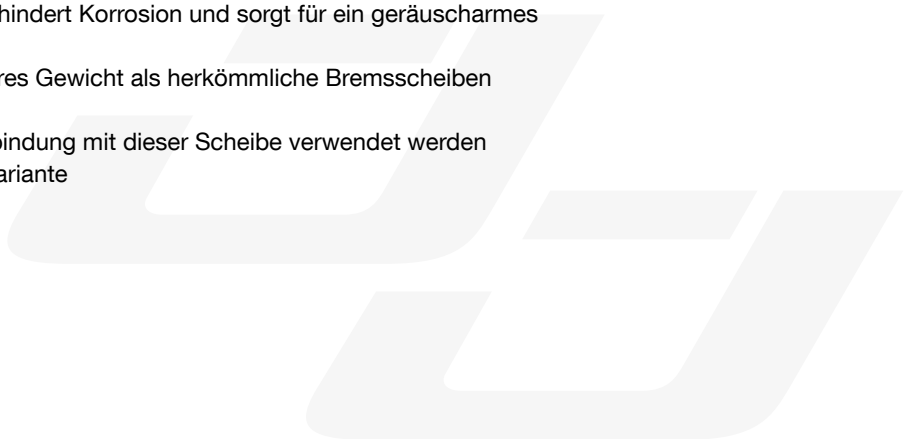 hindert Korrosion und sorgt für ein geräuscharmes
res Gewicht als herkömmliche Bremsscheiben
bindung mit dieser Scheibe verwendet werden
ariante